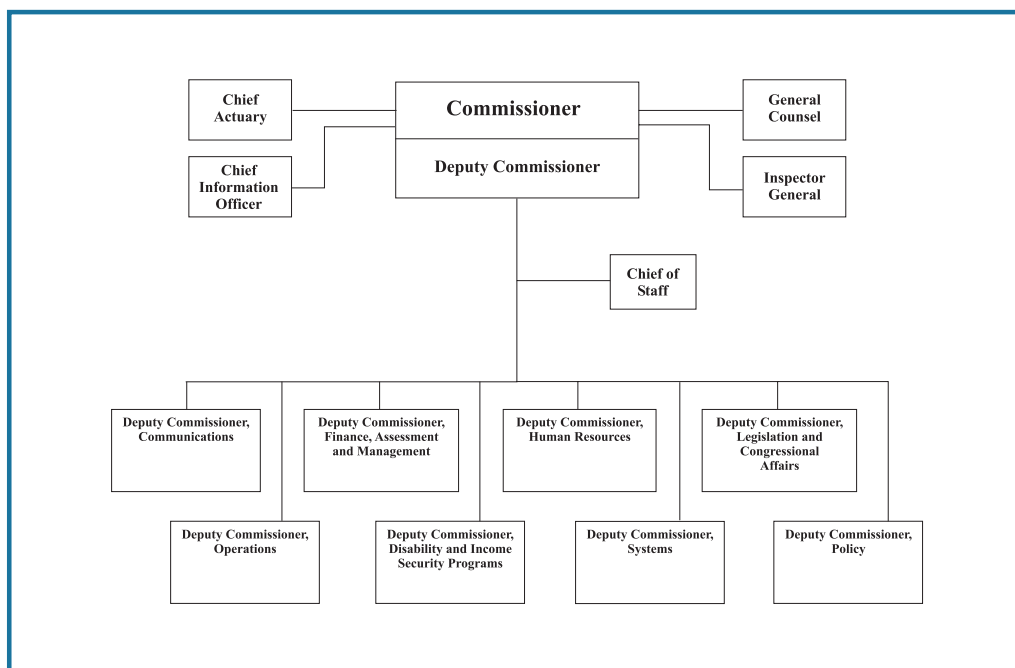 Chief
Actuary
Commissioner
General
Counsel
Chief
Information
Officer
Deputy Commissioner
Inspector
General
Chief of
Staff
Deputy Commissioner,
Communications
Deputy Commissioner,
Finance, Assessment
and Management
Deputy Commissioner,
Human Resources
Deputy Commissioner,
Legislation and
Congressional
Affairs
Deputy Commissioner,
Operations
Deputy Commissioner,
Disability and Income
Security Programs
Deputy Commissioner,
Systems
Deputy Commissioner,
Policy